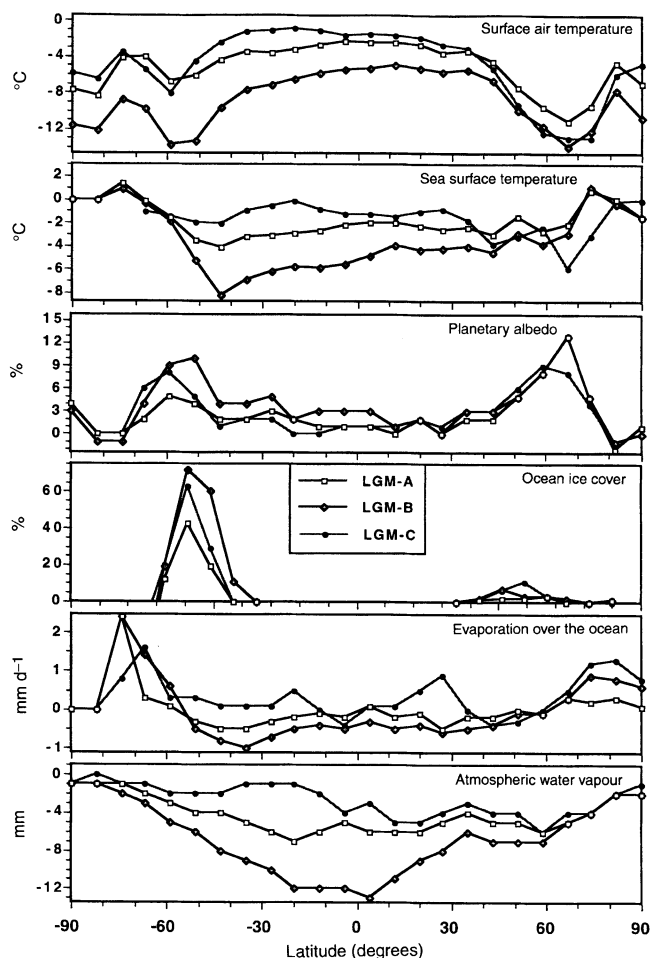 Surface air temperature
0
-4
-8
-12
°C
Sea surface temperature
2
0
-2
-4
-6
-8
°C
Planetary albedo
15
12
9
6
3
0
%
Ocean ice cover
60
40
20
0
%
LGM-A
LGM-B
LGM-C
Evaporation over the ocean
2
1
0
-1
mm d⁻¹
Atmospheric water vapour
0
-4
-8
-12
mm
-90 -60 -30 0 30 60 90
Latitude (degrees)